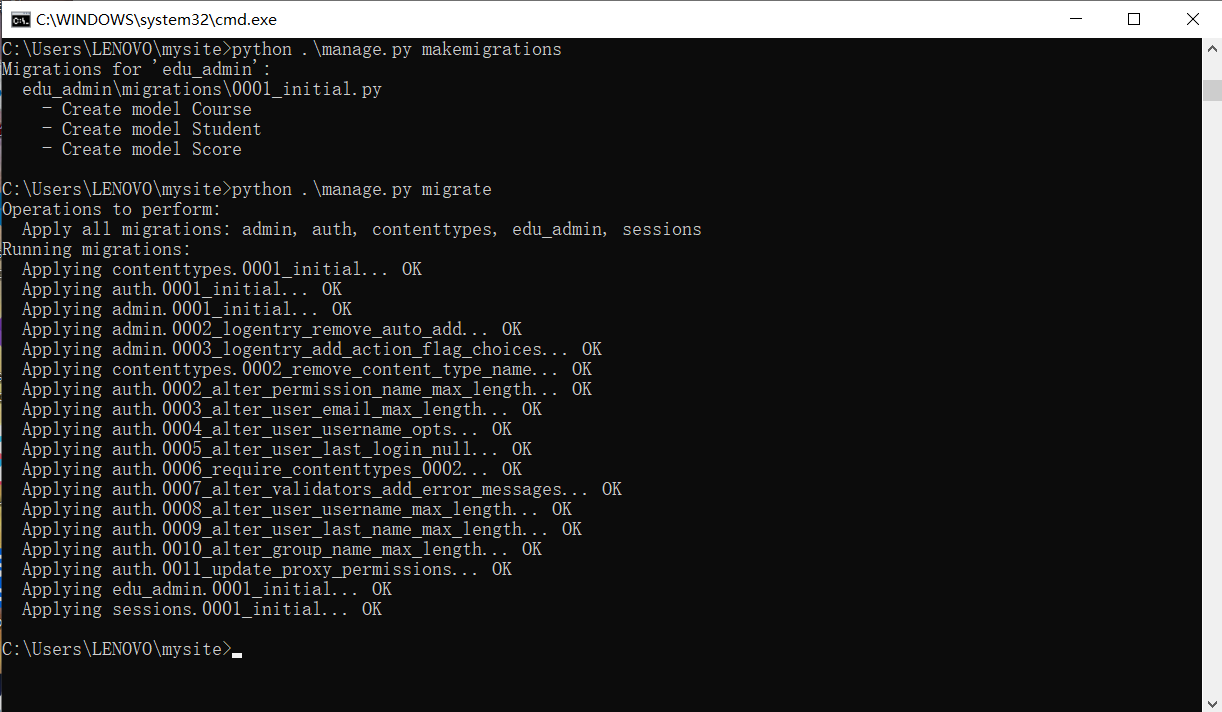 C:\WINDOWS\system32\cmd.exe
C:\Users\LENOVO\mysite>python .\manage.py makemigrations
Migrations for 'edu_admin':
  edu_admin\migrations\0001_initial.py
    - Create model Course
    - Create model Student
    - Create model Score
C:\Users\LENOVO\mysite>python .\manage.py migrate
Operations to perform:
  Apply all migrations: admin, auth, contenttypes, edu_admin, sessions
Running migrations:
  Applying contenttypes.0001_initial... OK
  Applying auth.0001_initial... OK
  Applying admin.0001_initial... OK
  Applying admin.0002_logentry_remove_auto_add... OK
  Applying admin.0003_logentry_add_action_flag_choices... OK
  Applying contenttypes.0002_remove_content_type_name... OK
  Applying auth.0002_alter_permission_name_max_length... OK
  Applying auth.0003_alter_user_email_max_length... OK
  Applying auth.0004_alter_user_username_opts... OK
  Applying auth.0005_alter_user_last_login_null... OK
  Applying auth.0006_require_contenttypes_0002... OK
  Applying auth.0007_alter_validators_add_error_messages... OK
  Applying auth.0008_alter_user_username_max_length... OK
  Applying auth.0009_alter_user_last_name_max_length... OK
  Applying auth.0010_alter_group_name_max_length... OK
  Applying auth.0011_update_proxy_permissions... OK
  Applying edu_admin.0001_initial... OK
  Applying sessions.0001_initial... OK
C:\Users\LENOVO\mysite>